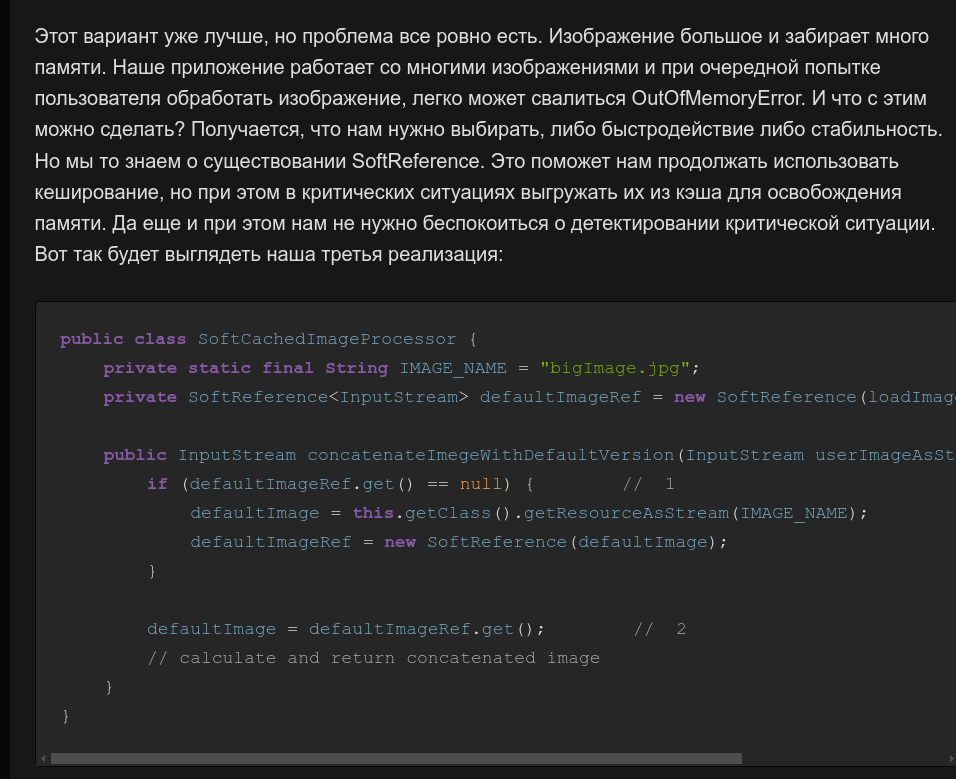 Этот вариант уже лучше, но проблема все ровно есть. Изображение большое и забирает много
памяти. Наше приложение работает со многими изображениями и при очередной попытке
пользователя обработать изображение, легко может свалиться OutOfMemoryError. И что с этим
можно сделать? Получается, что нам нужно выбирать, либо быстродействие либо стабильность.
Но мы то знаем о существовании SoftReference. Это поможет нам продолжать использовать
кеширование, но при этом в критических ситуациях выгружать их из кэша для освобождения
памяти. Да еще и при этом нам не нужно беспокоиться о детектировании критической ситуации.
Вот так будет выглядеть наша третья реализация:
public class SoftCachedImageProcessor {
    private static final String IMAGE_NAME = "bigImage.jpg";
    private SoftReference<InputStream> defaultImageRef = new SoftReference(loadImag
    public InputStream concatenateImegeWithDefaultVersion(InputStream userImageAsSt
        if (defaultImageRef.get() == null) {        //  1
            defaultImage = this.getClass().getResourceAsStream(IMAGE_NAME);
            defaultImageRef = new SoftReference(defaultImage);
        }
        defaultImage = defaultImageRef.get();        //  2
        // calculate and return concatenated image
    }
}